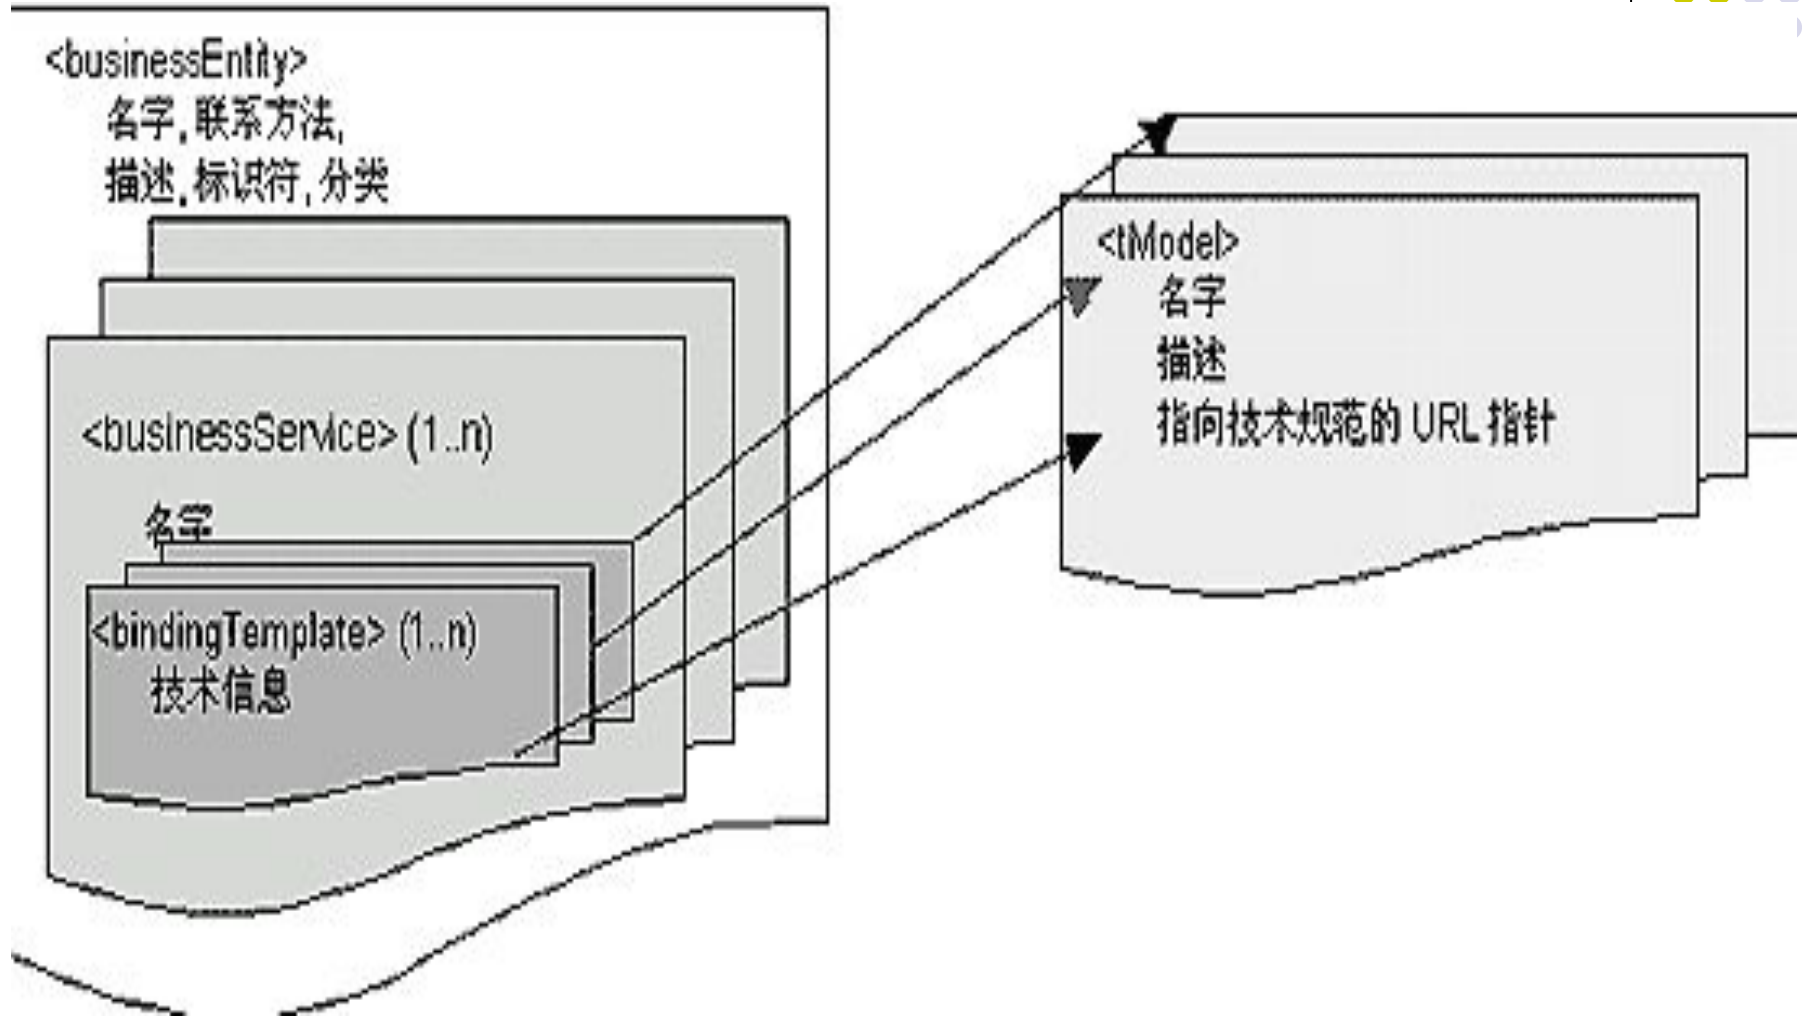 <businessEntity>
名字,联系方法,
描述,标识符,分类
<businessService> (1..n)
名字
<bindingTemplate> (1..n)
技术信息
<tModel>
名字
描述
指向技术规范的 URL 指针